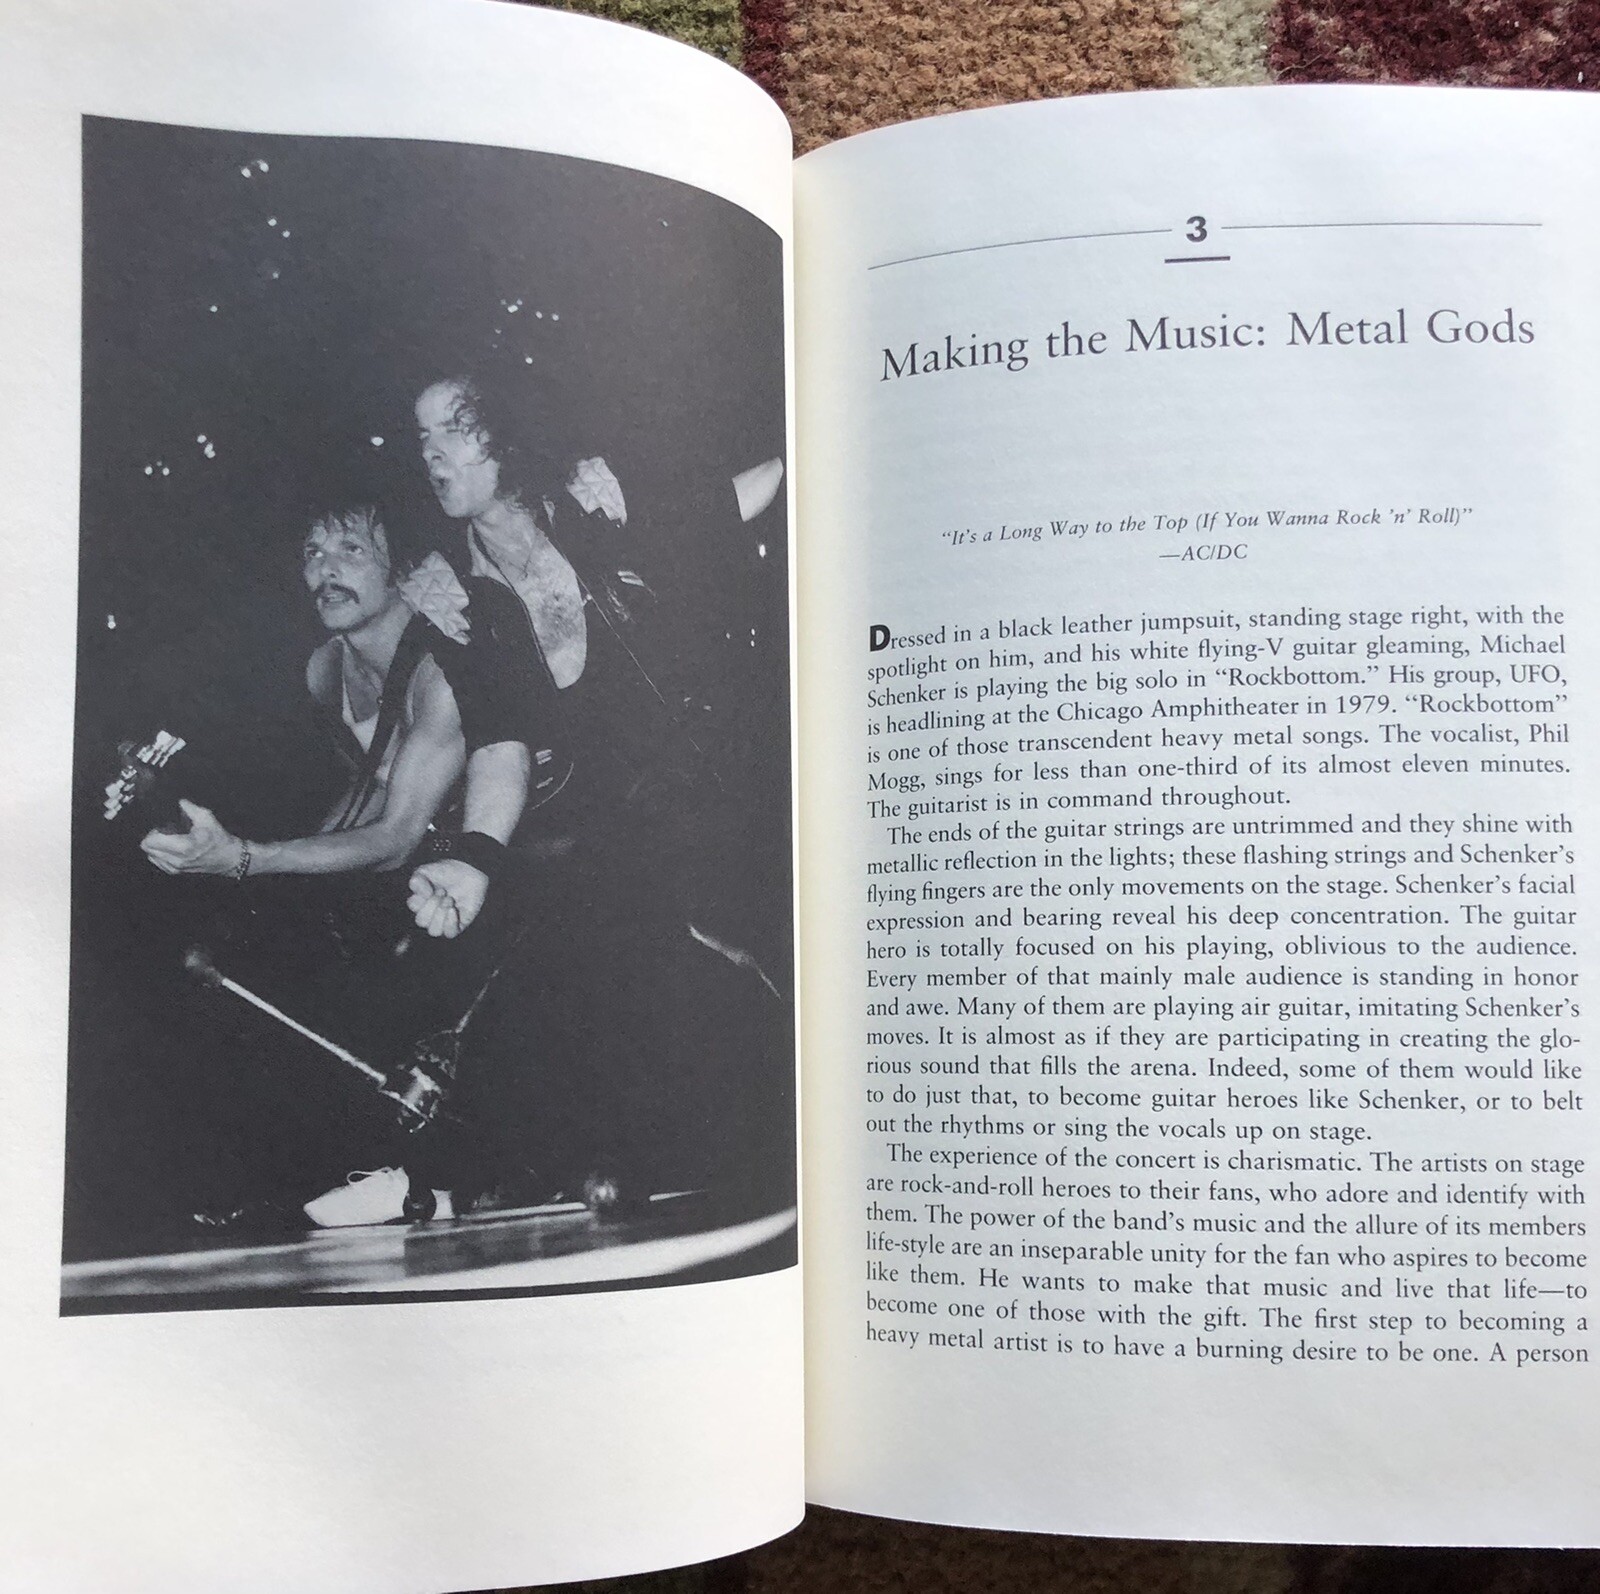 3
Making the Music: Metal Gods
“It’s a Long Way to the Top (If You Wanna Rock ’n’ Roll)”
—AC/DC
Dressed in a black leather jumpsuit, standing stage right, with the
spotlight on him, and his white flying-V guitar gleaming, Michael
Schenker is playing the big solo in “Rockbottom.” His group, UFO,
is headlining at the Chicago Amphitheater in 1979. “Rockbottom”
is one of those transcendent heavy metal songs. The vocalist, Phil
Mogg, sings for less than one-third of its almost eleven minutes.
The guitarist is in command throughout.
The ends of the guitar strings are untrimmed and they shine with
metallic reflection in the lights; these flashing strings and Schenker’s
flying fingers are the only movements on the stage. Schenker’s facial
expression and bearing reveal his deep concentration. The guitar
hero is totally focused on his playing, oblivious to the audience.
Every member of that mainly male audience is standing in honor
and awe. Many of them are playing air guitar, imitating Schenker’s
moves. It is almost as if they are participating in creating the glo-
rious sound that fills the arena. Indeed, some of them would like
to do just that, to become guitar heroes like Schenker, or to belt
out the rhythms or sing the vocals up on stage.
The experience of the concert is charismatic. The artists on stage
are rock-and-roll heroes to their fans, who adore and identify with
them. The power of the band’s music and the allure of its members
life-style are an inseparable unity for the fan who aspires to become
like them. He wants to make that music and live that life—to
become one of those with the gift. The first step to becoming a
heavy metal artist is to have a burning desire to be one. A person